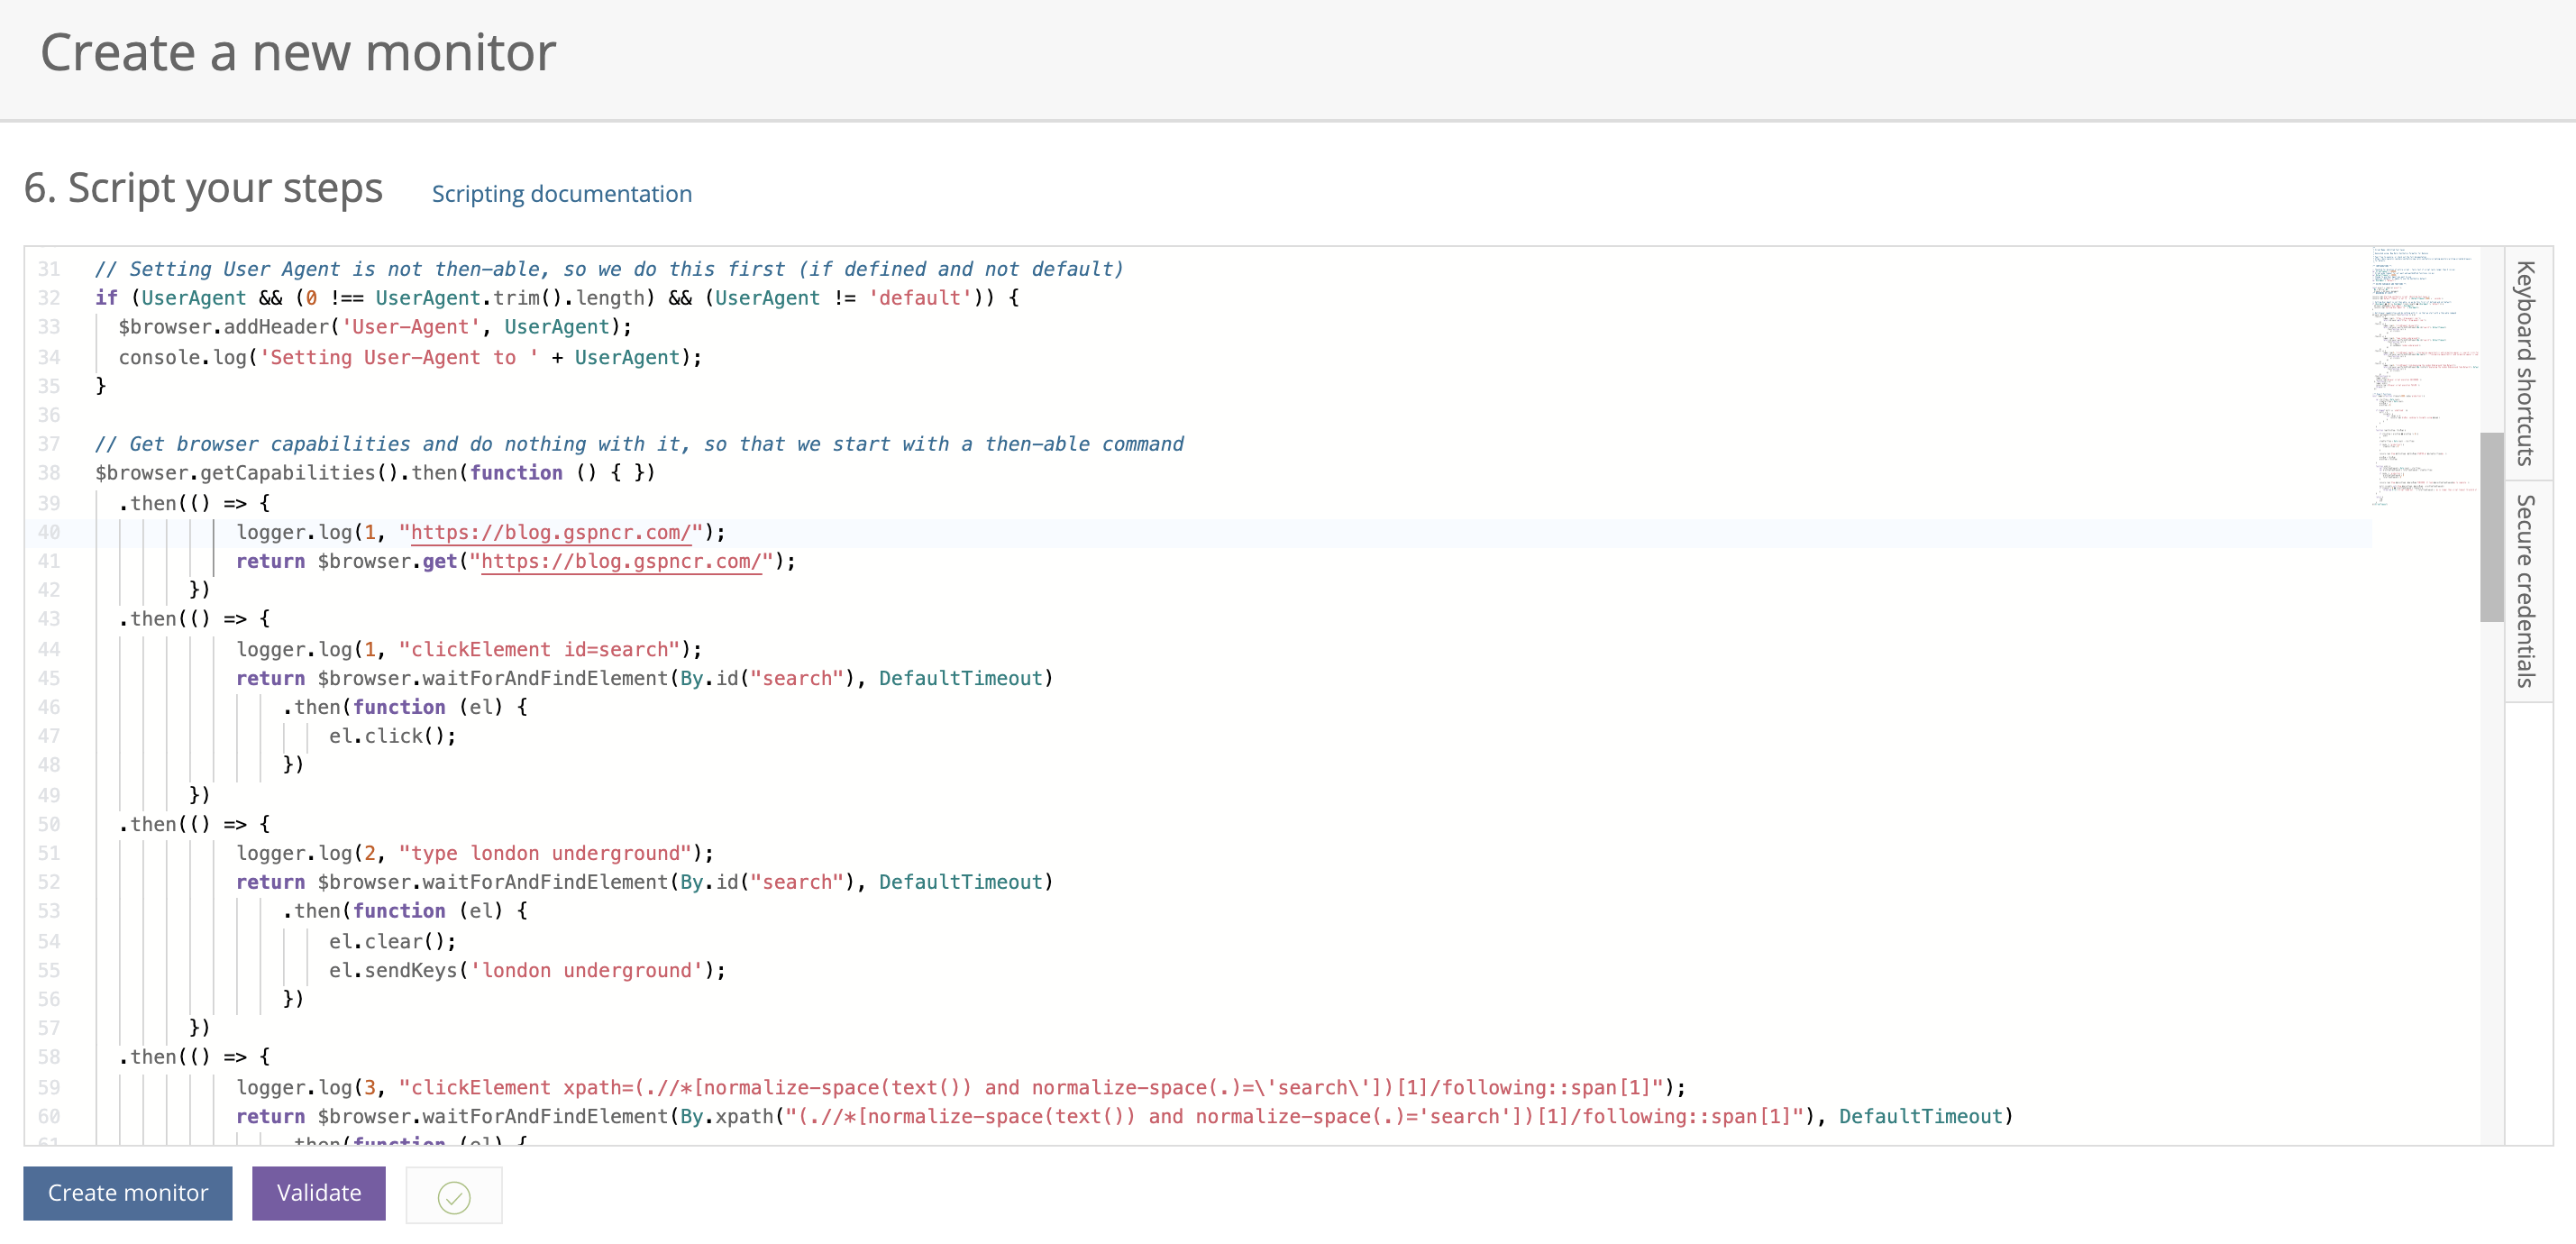 Create a new monitor
6. Script your steps
Scripting documentation
31 // Setting User Agent is not then-able, so we do this first (if defined and not default)
32 if (UserAgent && (0 !== UserAgent.trim().length) && (UserAgent != 'default')) {
33 $browser.addHeader('User-Agent', UserAgent);
34 console.log('Setting User-Agent to ' + UserAgent);
35 }
36
37 // Get browser capabilities and do nothing with it, so that we start with a then-able command
38 $browser.getCapabilities().then(function () { })
39 .then(() => {
40 logger.log(1, "https://blog.gspncr.com/");
41 return $browser.get("https://blog.gspncr.com/");
42 })
43 .then(() => {
44 logger.log(1, "clickElement id=search");
45 return $browser.waitForAndFindElement(By.id("search"), DefaultTimeout)
46 .then(function (el) {
47 el.click();
48 })
49 })
50 .then(() => {
51 logger.log(2, "type london underground");
52 return $browser.waitForAndFindElement(By.id("search"), DefaultTimeout)
53 .then(function (el) {
54 el.clear();
55 el.sendKeys('london underground');
56 })
57 })
58 .then(() => {
59 logger.log(3, "clickElement xpath=(.//*[normalize-space(text()) and normalize-space(.)=\'search\'])[1]/following::span[1]");
60 return $browser.waitForAndFindElement(By.xpath("(.//*[normalize-space(text()) and normalize-space(.)='search'])[1]/following::span[1]"), DefaultTimeout)
61 .then(function (el) {
Keyboard shortcuts
Secure credentials
Create monitor
Validate